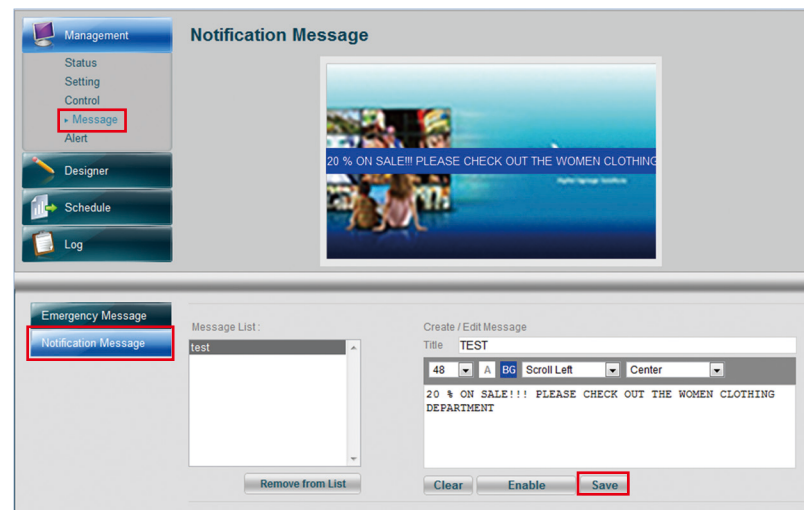 Management
Notification Message
Status
Setting
Control
Message
Alert
Designer
Schedule
Log
20 % ON SALE!!! PLEASE CHECK OUT THE WOMEN CLOTHING
Emergency Message
Notification Message
Message List :
test
Remove from List
Create / Edit Message
Title TEST
48 A BG Scroll Left Center
20 % ON SALE!!! PLEASE CHECK OUT THE WOMEN CLOTHING
DEPARTMENT
Clear Enable Save